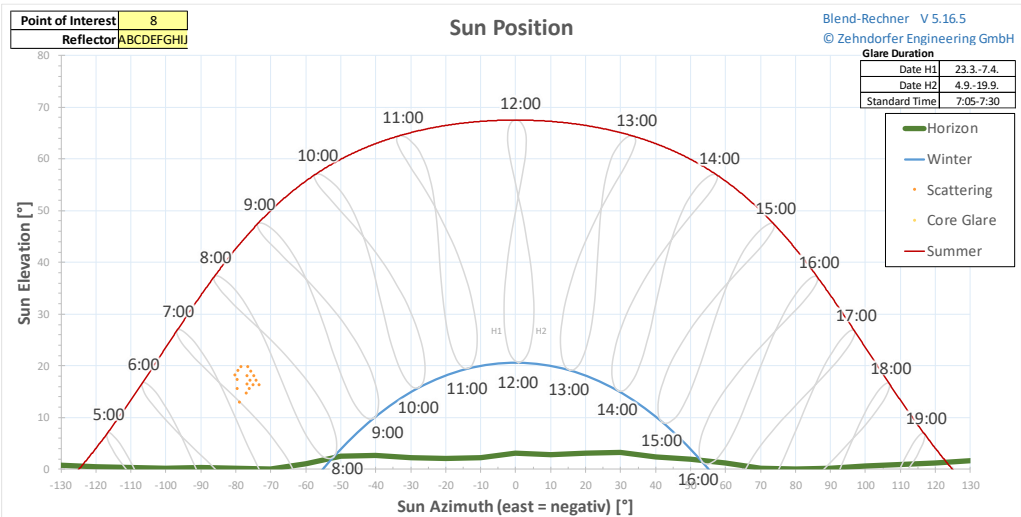 Point of Interest 8
Reflector ABCDEFGHIJ
Sun Position
Blend-Rechner V 5.16.5
© Zehndorfer Engineering GmbH
Glare Duration
Date H1 23.3.-7.4.
Date H2 4.9.-19.9.
Standard Time 7:05-7:30
Horizon
Winter
Scattering
Core Glare
Summer
Sun Elevation [°]
80
70
60
50
40
30
20
10
0
5:00
6:00
7:00
8:00
9:00
10:00
11:00
12:00
13:00
14:00
15:00
16:00
17:00
18:00
19:00
H1 H2
8:00
9:00
10:00
11:00
12:00
13:00
14:00
15:00
16:00
-130 -120 -110 -100 -90 -80 -70 -60 -50 -40 -30 -20 -10 0 10 20 30 40 50 60 70 80 90 100 110 120 130
Sun Azimuth (east = negativ) [°]